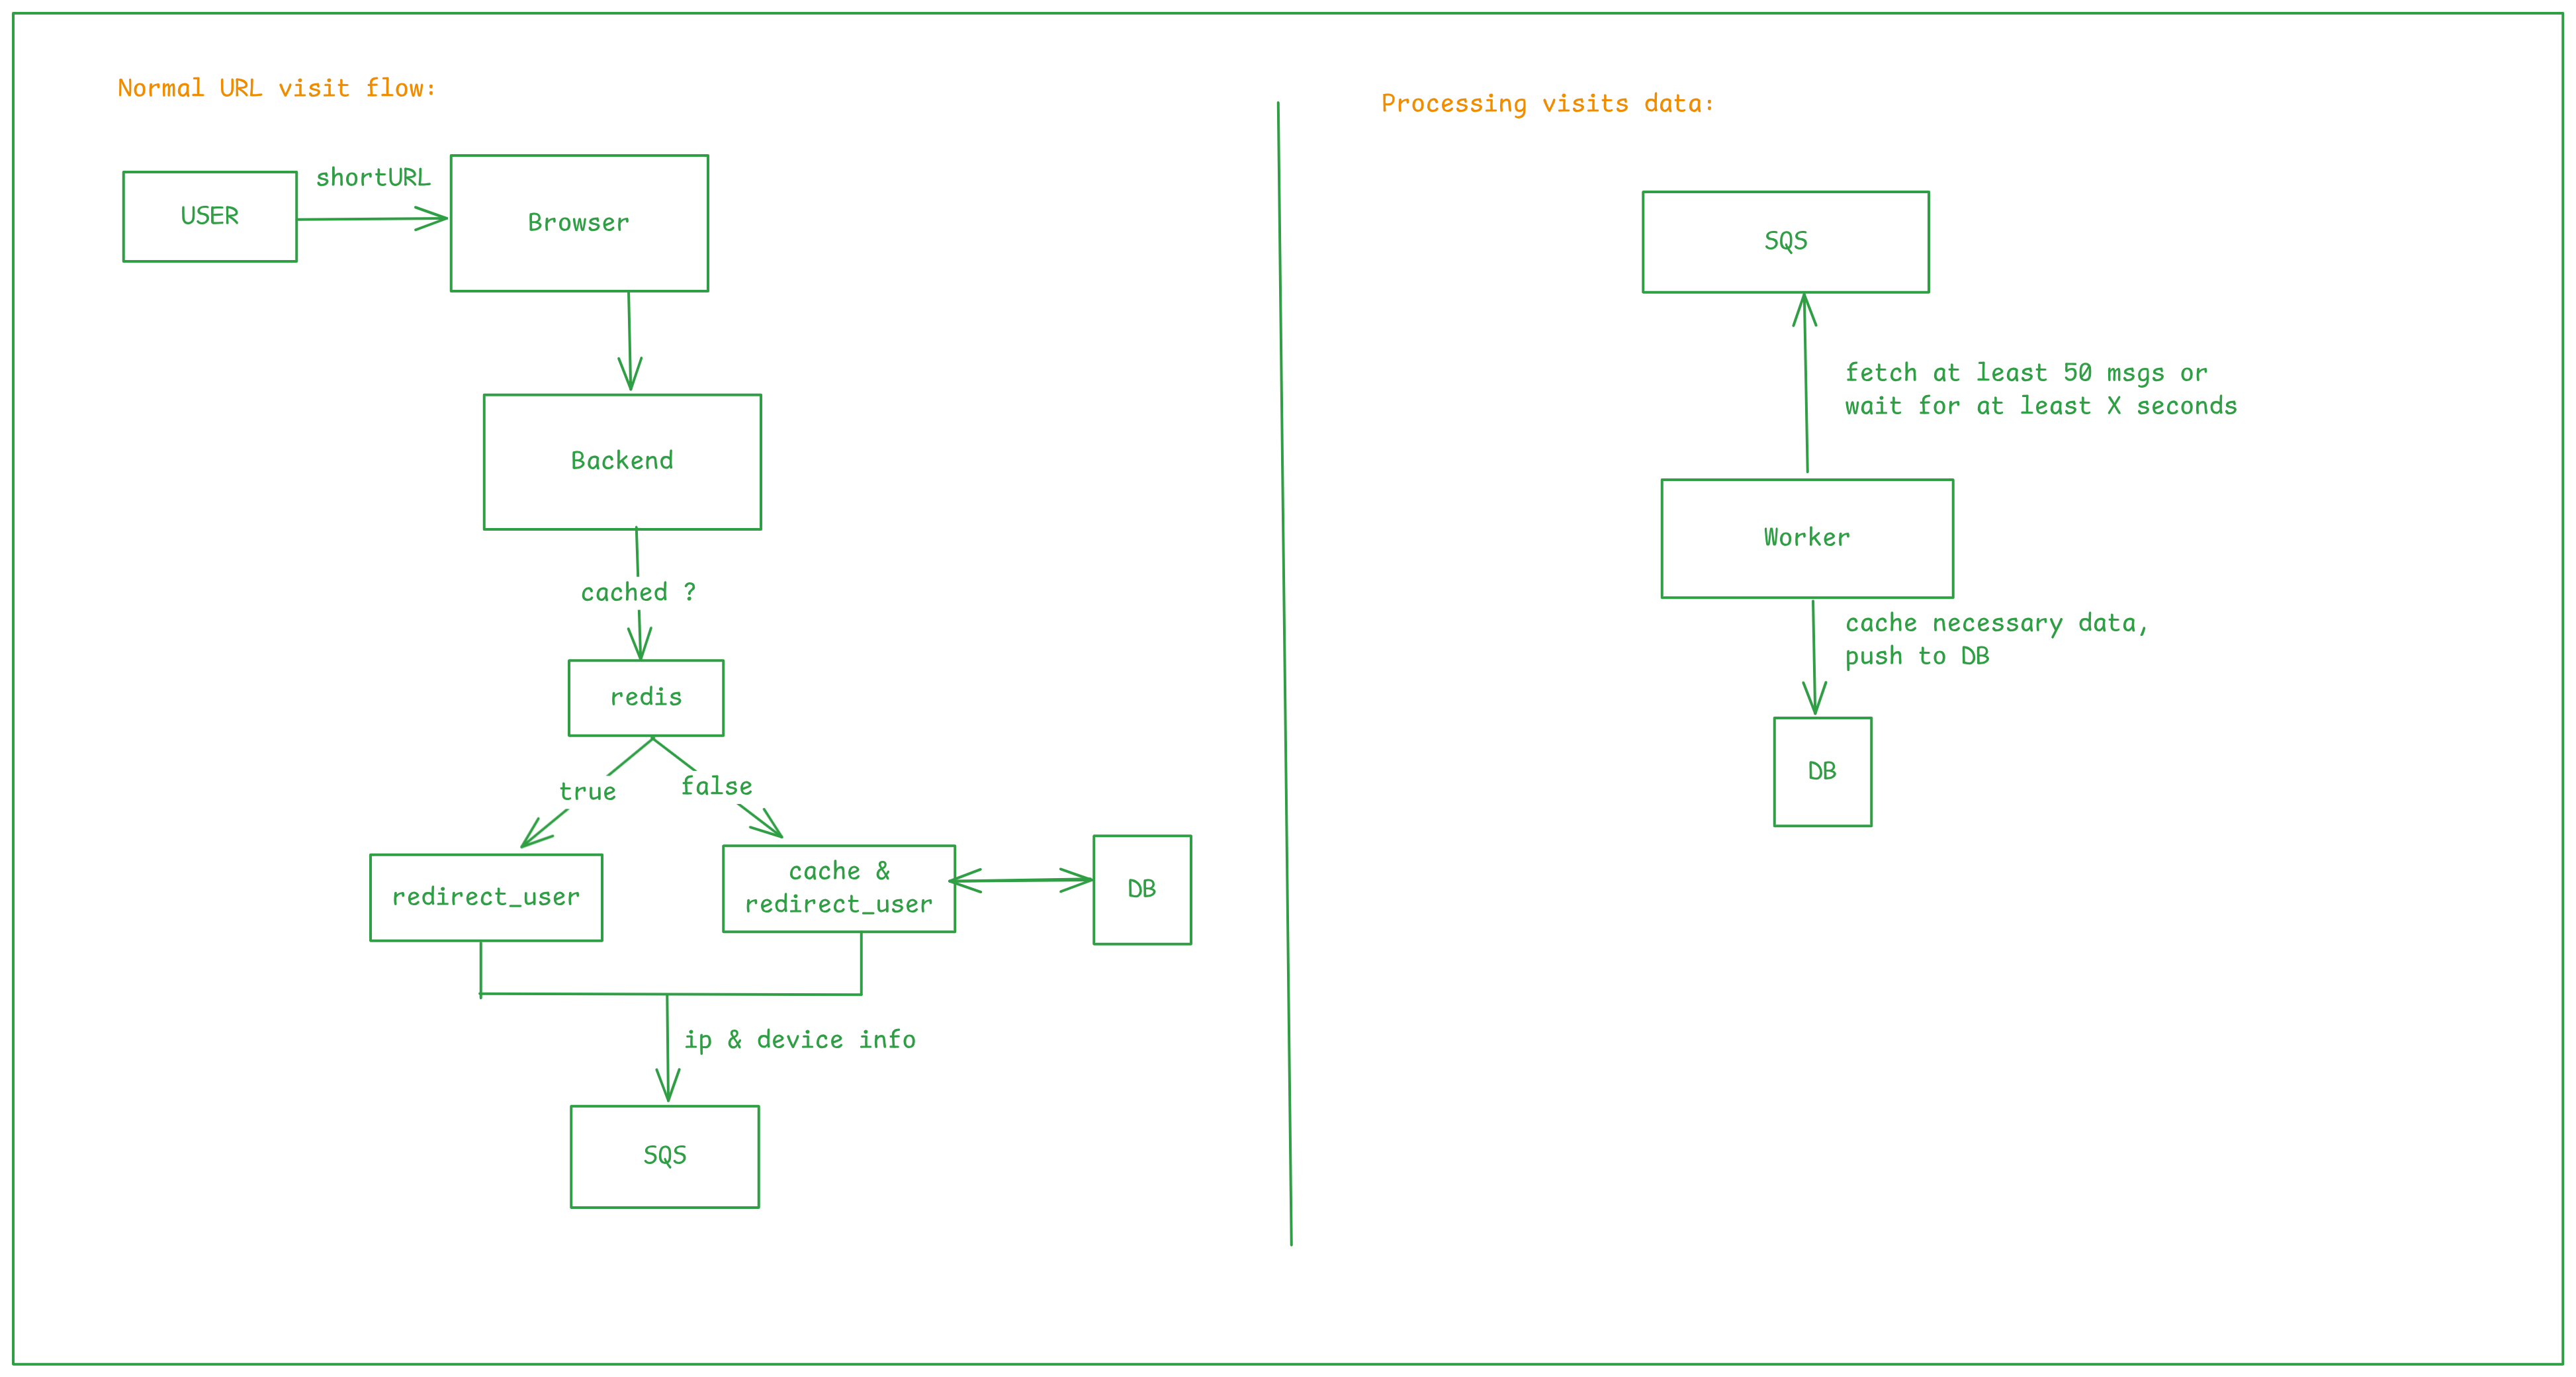 Normal URL visit flow:
USER
shortURL
Browser
Backend
cached ?
redis
true
false
redirect_user
cache &
redirect_user
DB
ip & device info
SQS
Processing visits data:
SQS
fetch at least 50 msgs or
wait for at least X seconds
Worker
cache necessary data,
push to DB
DB